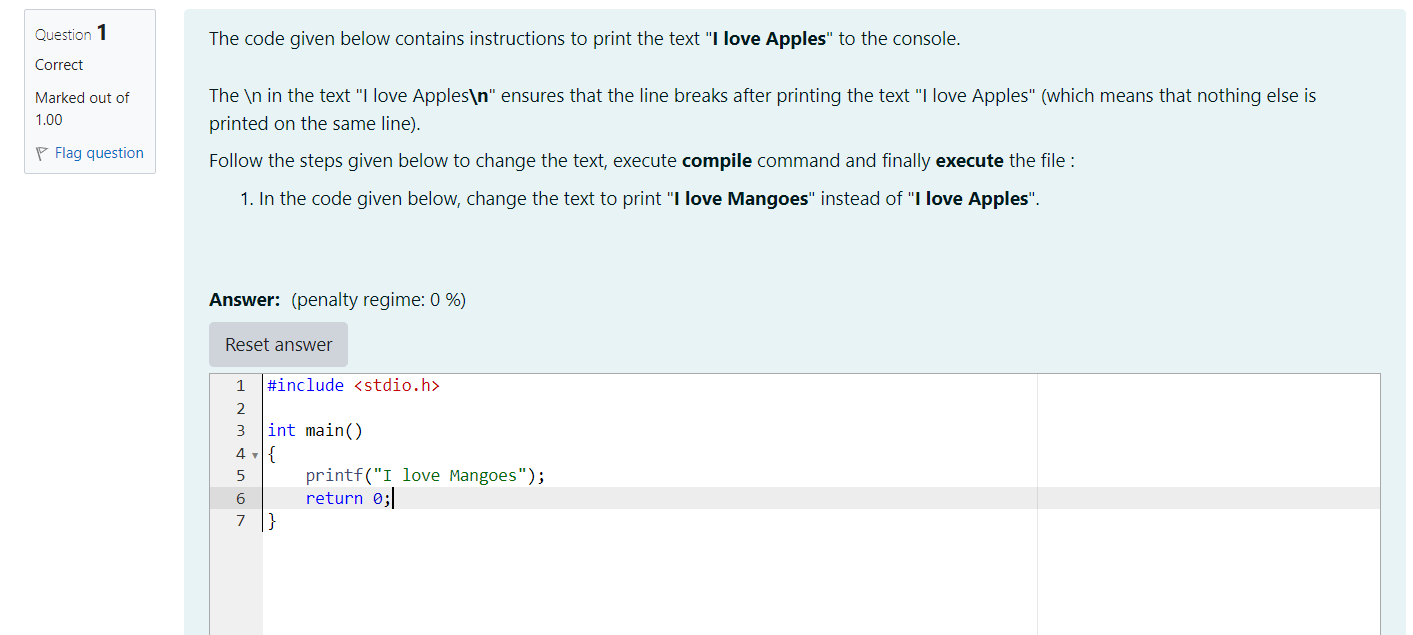 Question 1
Correct
Marked out of
1.00
Flag question
The code given below contains instructions to print the text "I love Apples" to the console.
The \n in the text "I love Apples\n" ensures that the line breaks after printing the text "I love Apples" (which means that nothing else is
printed on the same line).
Follow the steps given below to change the text, execute compile command and finally execute the file :
1. In the code given below, change the text to print "I love Mangoes" instead of "I love Apples".
Answer: (penalty regime: 0 %)
Reset answer
1 #include <stdio.h>
2
3 int main()
4 {
5 printf("I love Mangoes");
6 return 0;
7 }